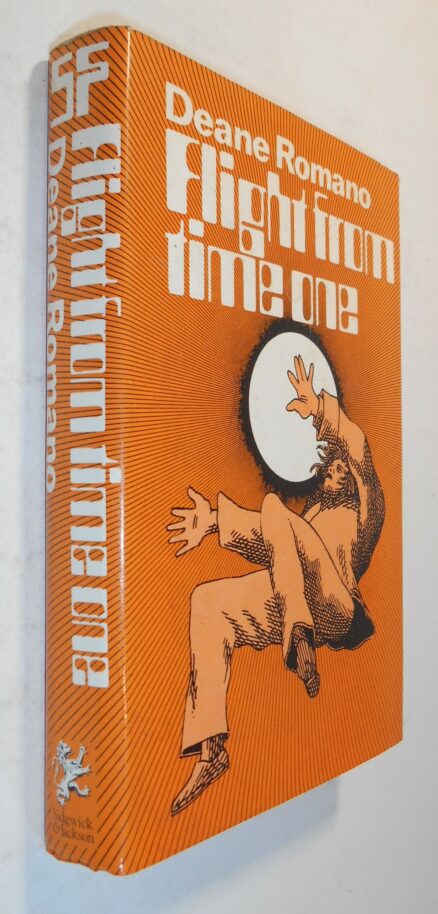 Deane Romano
Flight from
time one
SF
Flight from time one
Deane Romano
Sidgwick
& Jackson